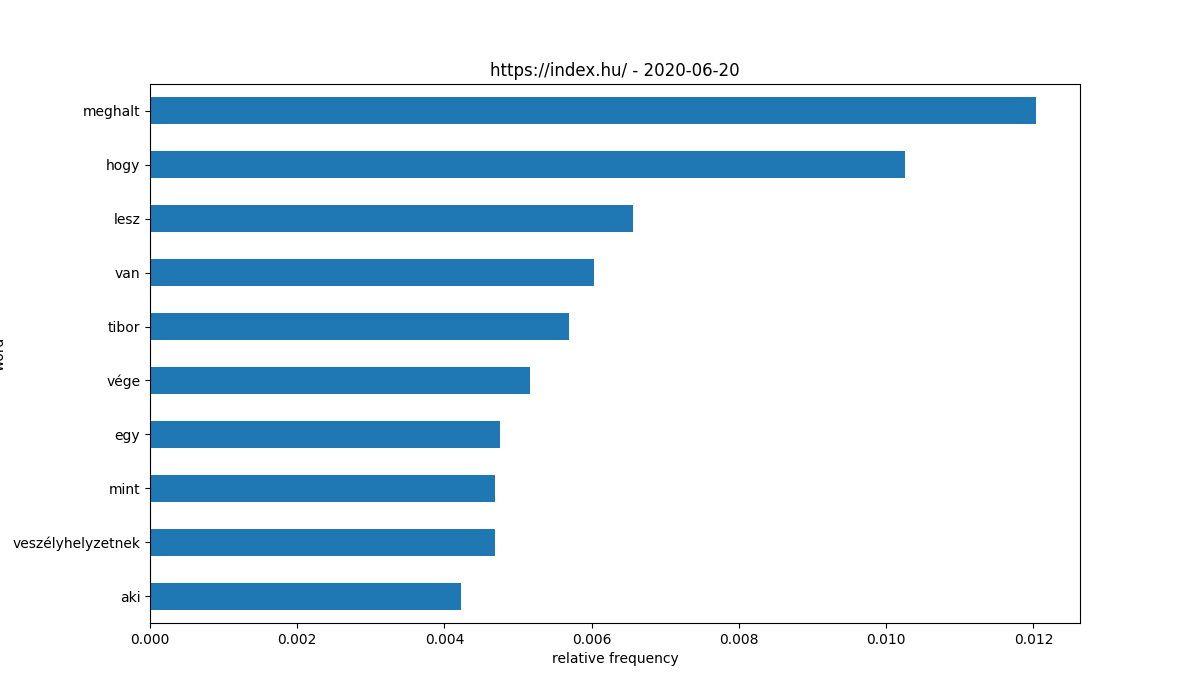 https://index.hu/ - 2020-06-20
meghalt
hogy
lesz
van
tibor
vége
egy
mint
veszélyhelyzetnek
aki
0.000 0.002 0.004 0.006 0.008 0.010 0.012
relative frequency